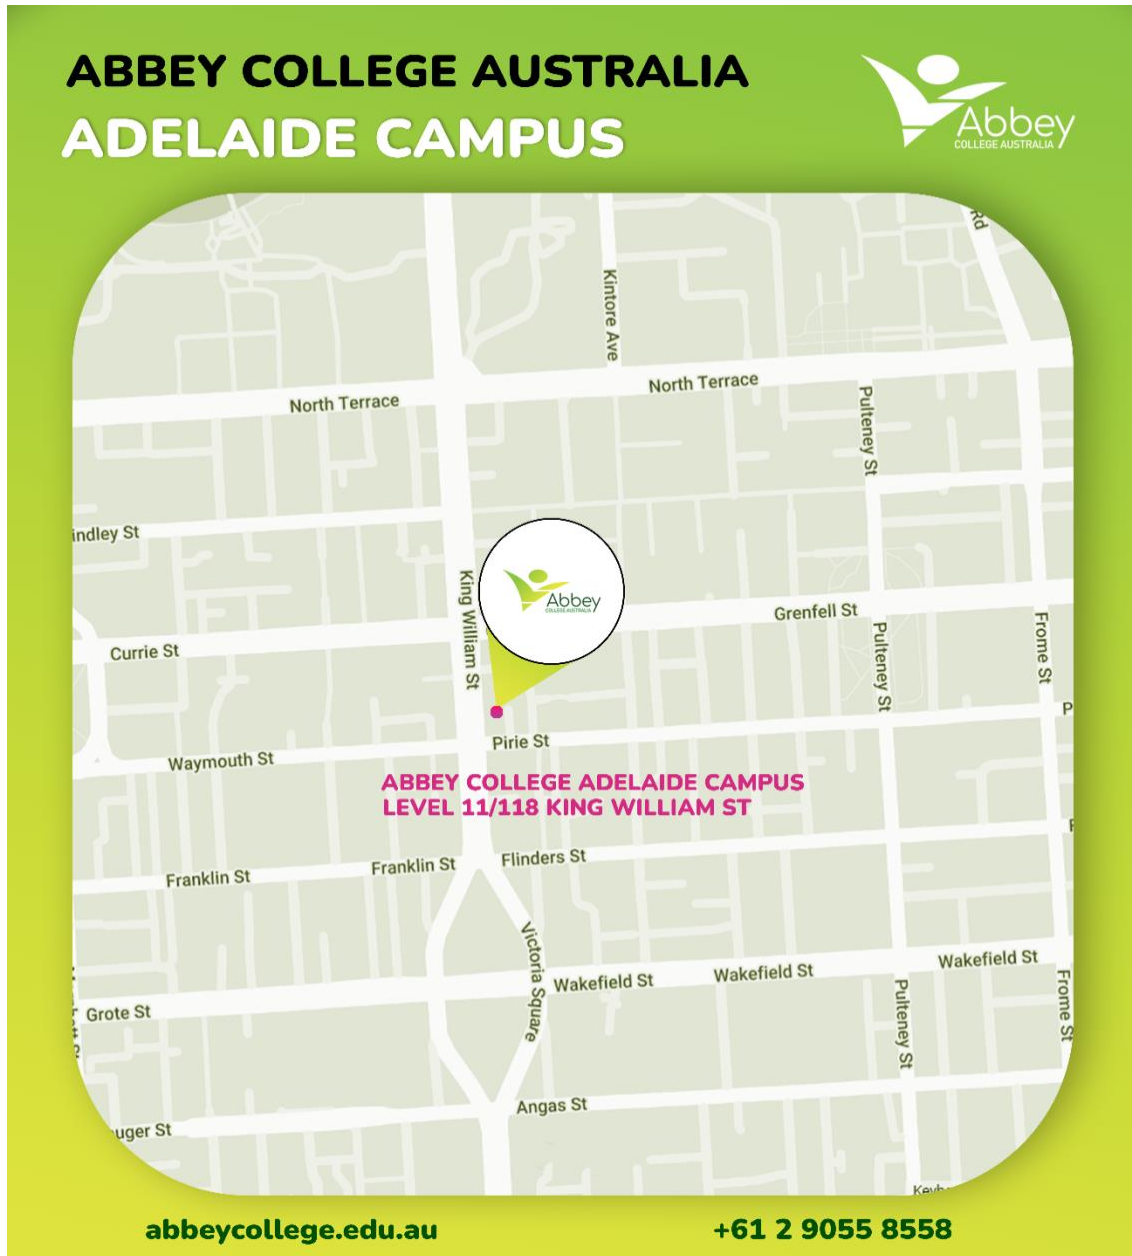 ABBEY COLLEGE AUSTRALIA
ADELAIDE CAMPUS
Abbey
COLLEGE AUSTRALIA
Rd
Kintore Ave
North Terrace
North Terrace
Pulteney St
indley St
Abbey
COLLEGE AUSTRALIA
King William St
Grenfell St
Currie St
Pulteney St
Frome St
P
Pirie St
Waymouth St
ABBEY COLLEGE ADELAIDE CAMPUS
LEVEL 11/118 KING WILLIAM ST
Flinders St
Franklin St
Franklin St
Victoria Square
Wakefield St
Wakefield St
Wakefield St
Grote St
Pulteney St
Frome St
Angas St
uger St
abbeycollege.edu.au
+61 2 9055 8558